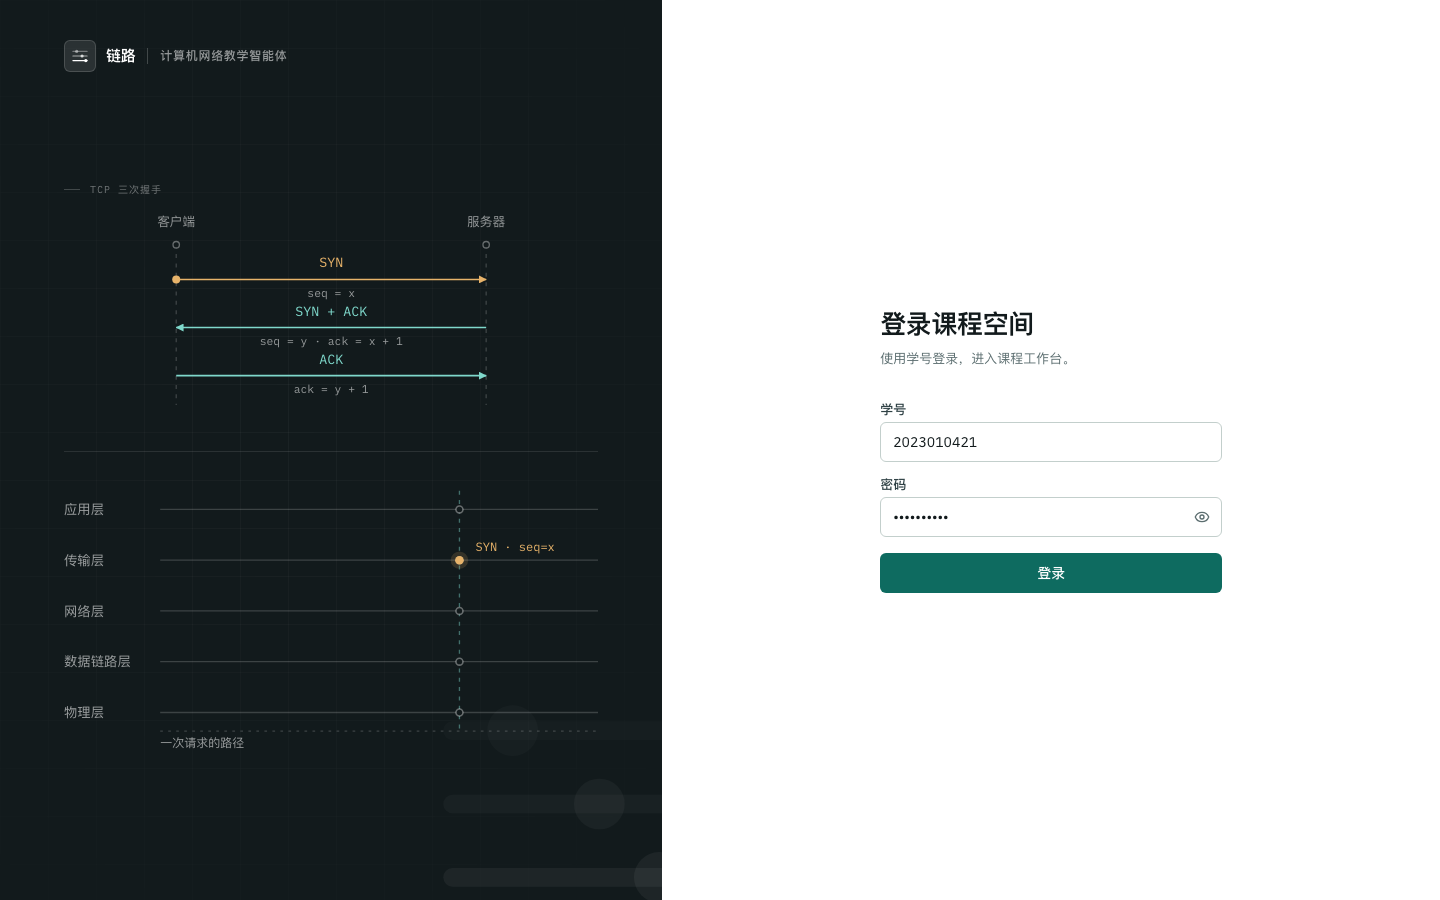 链路
计算机网络教学智能体
TCP 三次握手
客户端
服务器
SYN
seq = x
SYN + ACK
seq = y · ack = x + 1
ACK
ack = y + 1
应用层
传输层
SYN · seq=x
网络层
数据链路层
物理层
一次请求的路径
登录课程空间
使用学号登录，进入课程工作台。
学号
2023010421
密码
••••••••••
登录